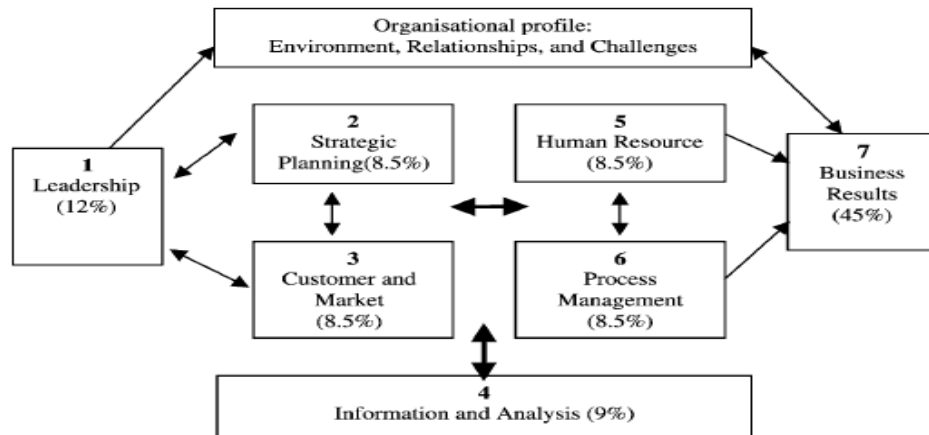 Organisational profile:
Environment, Relationships, and Challenges
1
Leadership
(12%)
2
Strategic
Planning(8.5%)
3
Customer and
Market
(8.5%)
5
Human Resource
(8.5%)
6
Process
Management
(8.5%)
7
Business
Results
(45%)
4
Information and Analysis (9%)